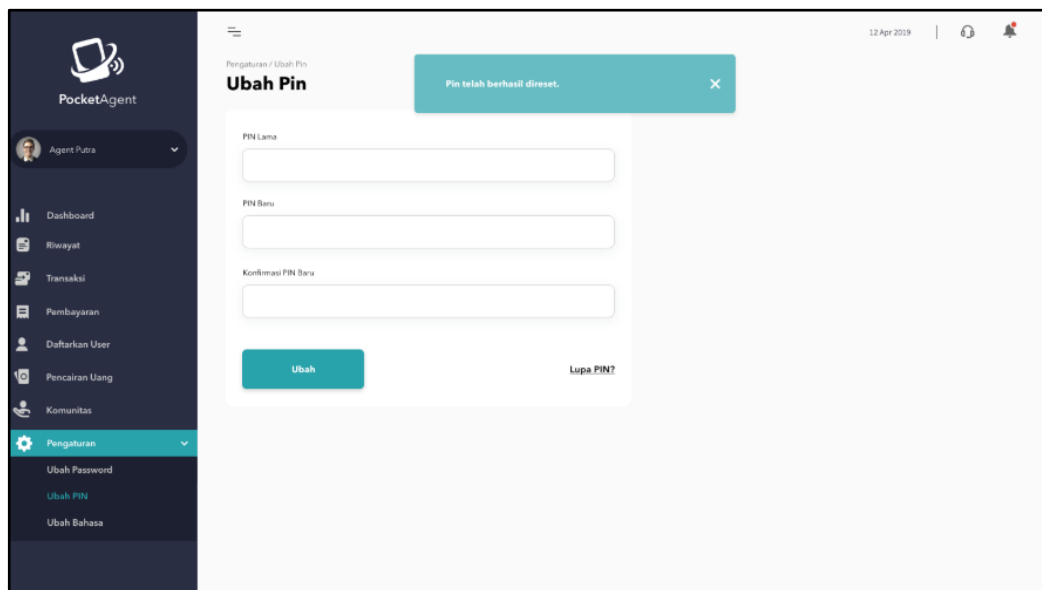 PocketAgent
Agent Putra
Dashboard
Riwayat
Transaksi
Pembayaran
Daftarkan User
Pencairan Uang
Komunitas
Pengaturan
Ubah Password
Ubah PIN
Ubah Bahasa
12 Apr 2019
Pengaturan / Ubah Pin
Ubah Pin
Pin telah berhasil direset.
PIN Lama
PIN Baru
Konfirmasi PIN Baru
Ubah
Lupa PIN?